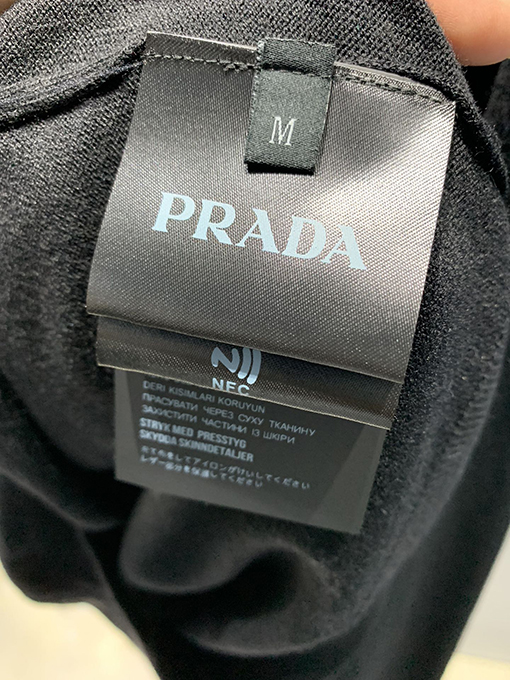 M
PRADA
NFC
DERI KISIMLARI KORUYUN
ПРАСУВАТИ ЧЕРЕЗ СУХУ ТКАНИНУ
ЗАХИСТИТИ ЧАСТИНИ ІЗ ШКІРИ
STRYK MED PRESSTYG
SKYDDA SKINNDETALJER
レザー部分を保護してください